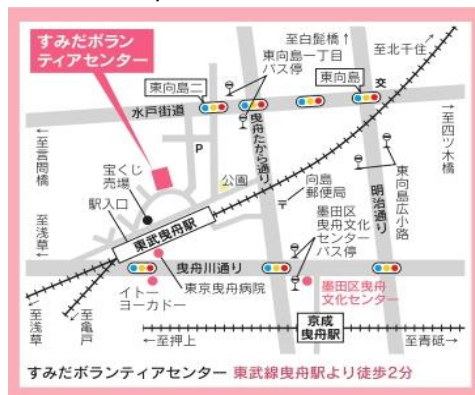 すみだボラン
ティアセンター
至白髭橋↑
至北千住
東向島一丁目
バス停
東向島二
東向島
交
水戸街道
P
曳舟たから通り
←至言問橋
→至四ツ木橋
宝くじ
売場
公園
向島
郵便局
〒
明治通り
東向島広小路
駅入口
←至浅草
東武曳舟駅
墨田区曳舟
文化センター
バス停
曳舟川通り
イトー
ヨーカドー
東京曳舟病院
墨田区曳舟
文化センター
至浅草
至亀戸
京成
曳舟駅
←至押上
→至青砥
すみだボランティアセンター 東武線曳舟駅より徒歩2分